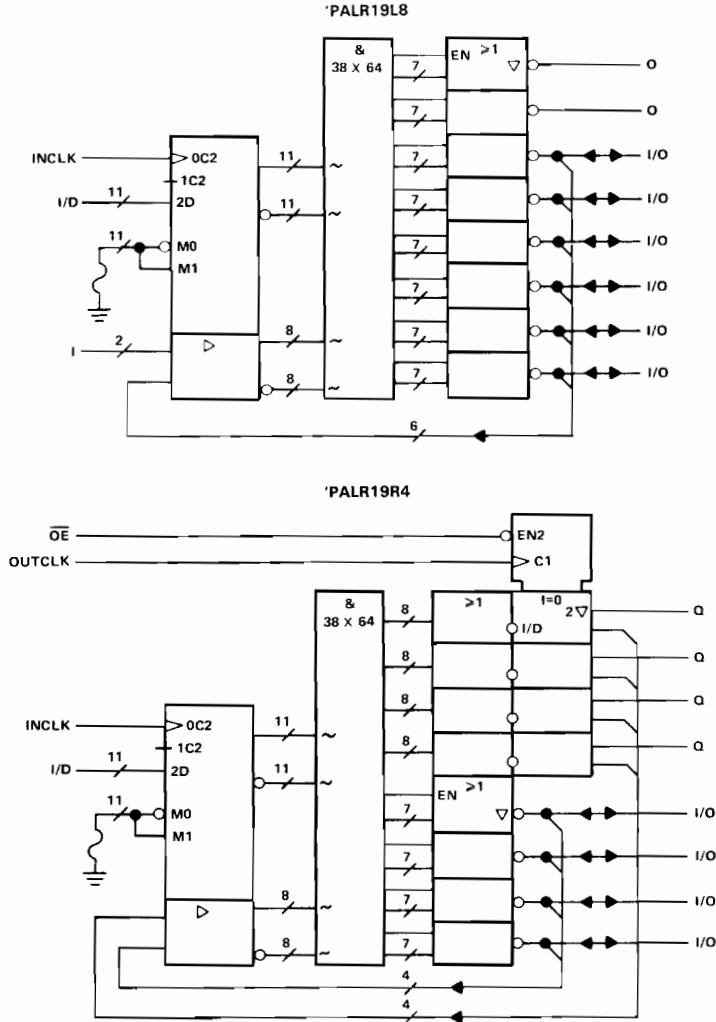 'PALR19L8
&
38 X 64
EN ≥1 ▽
7
O
7
O
INCLK
0C2
11
~
7
I/O
1C2
I/D
11
2D
11
~
7
I/O
11
M0
7
I/O
M1
7
I/O
I
2
▷
8
~
7
I/O
8
~
7
I/O
6
'PALR19R4
OE
EN2
OUTCLK
C1
&
38 X 64
8
≥1
I=0
2▽
Q
I/D
8
Q
8
Q
INCLK
0C2
11
~
8
Q
1C2
I/D
11
2D
11
~
11
M0
7
EN ≥1
▽
I/O
M1
7
I/O
▷
8
~
7
I/O
8
~
7
I/O
4
4